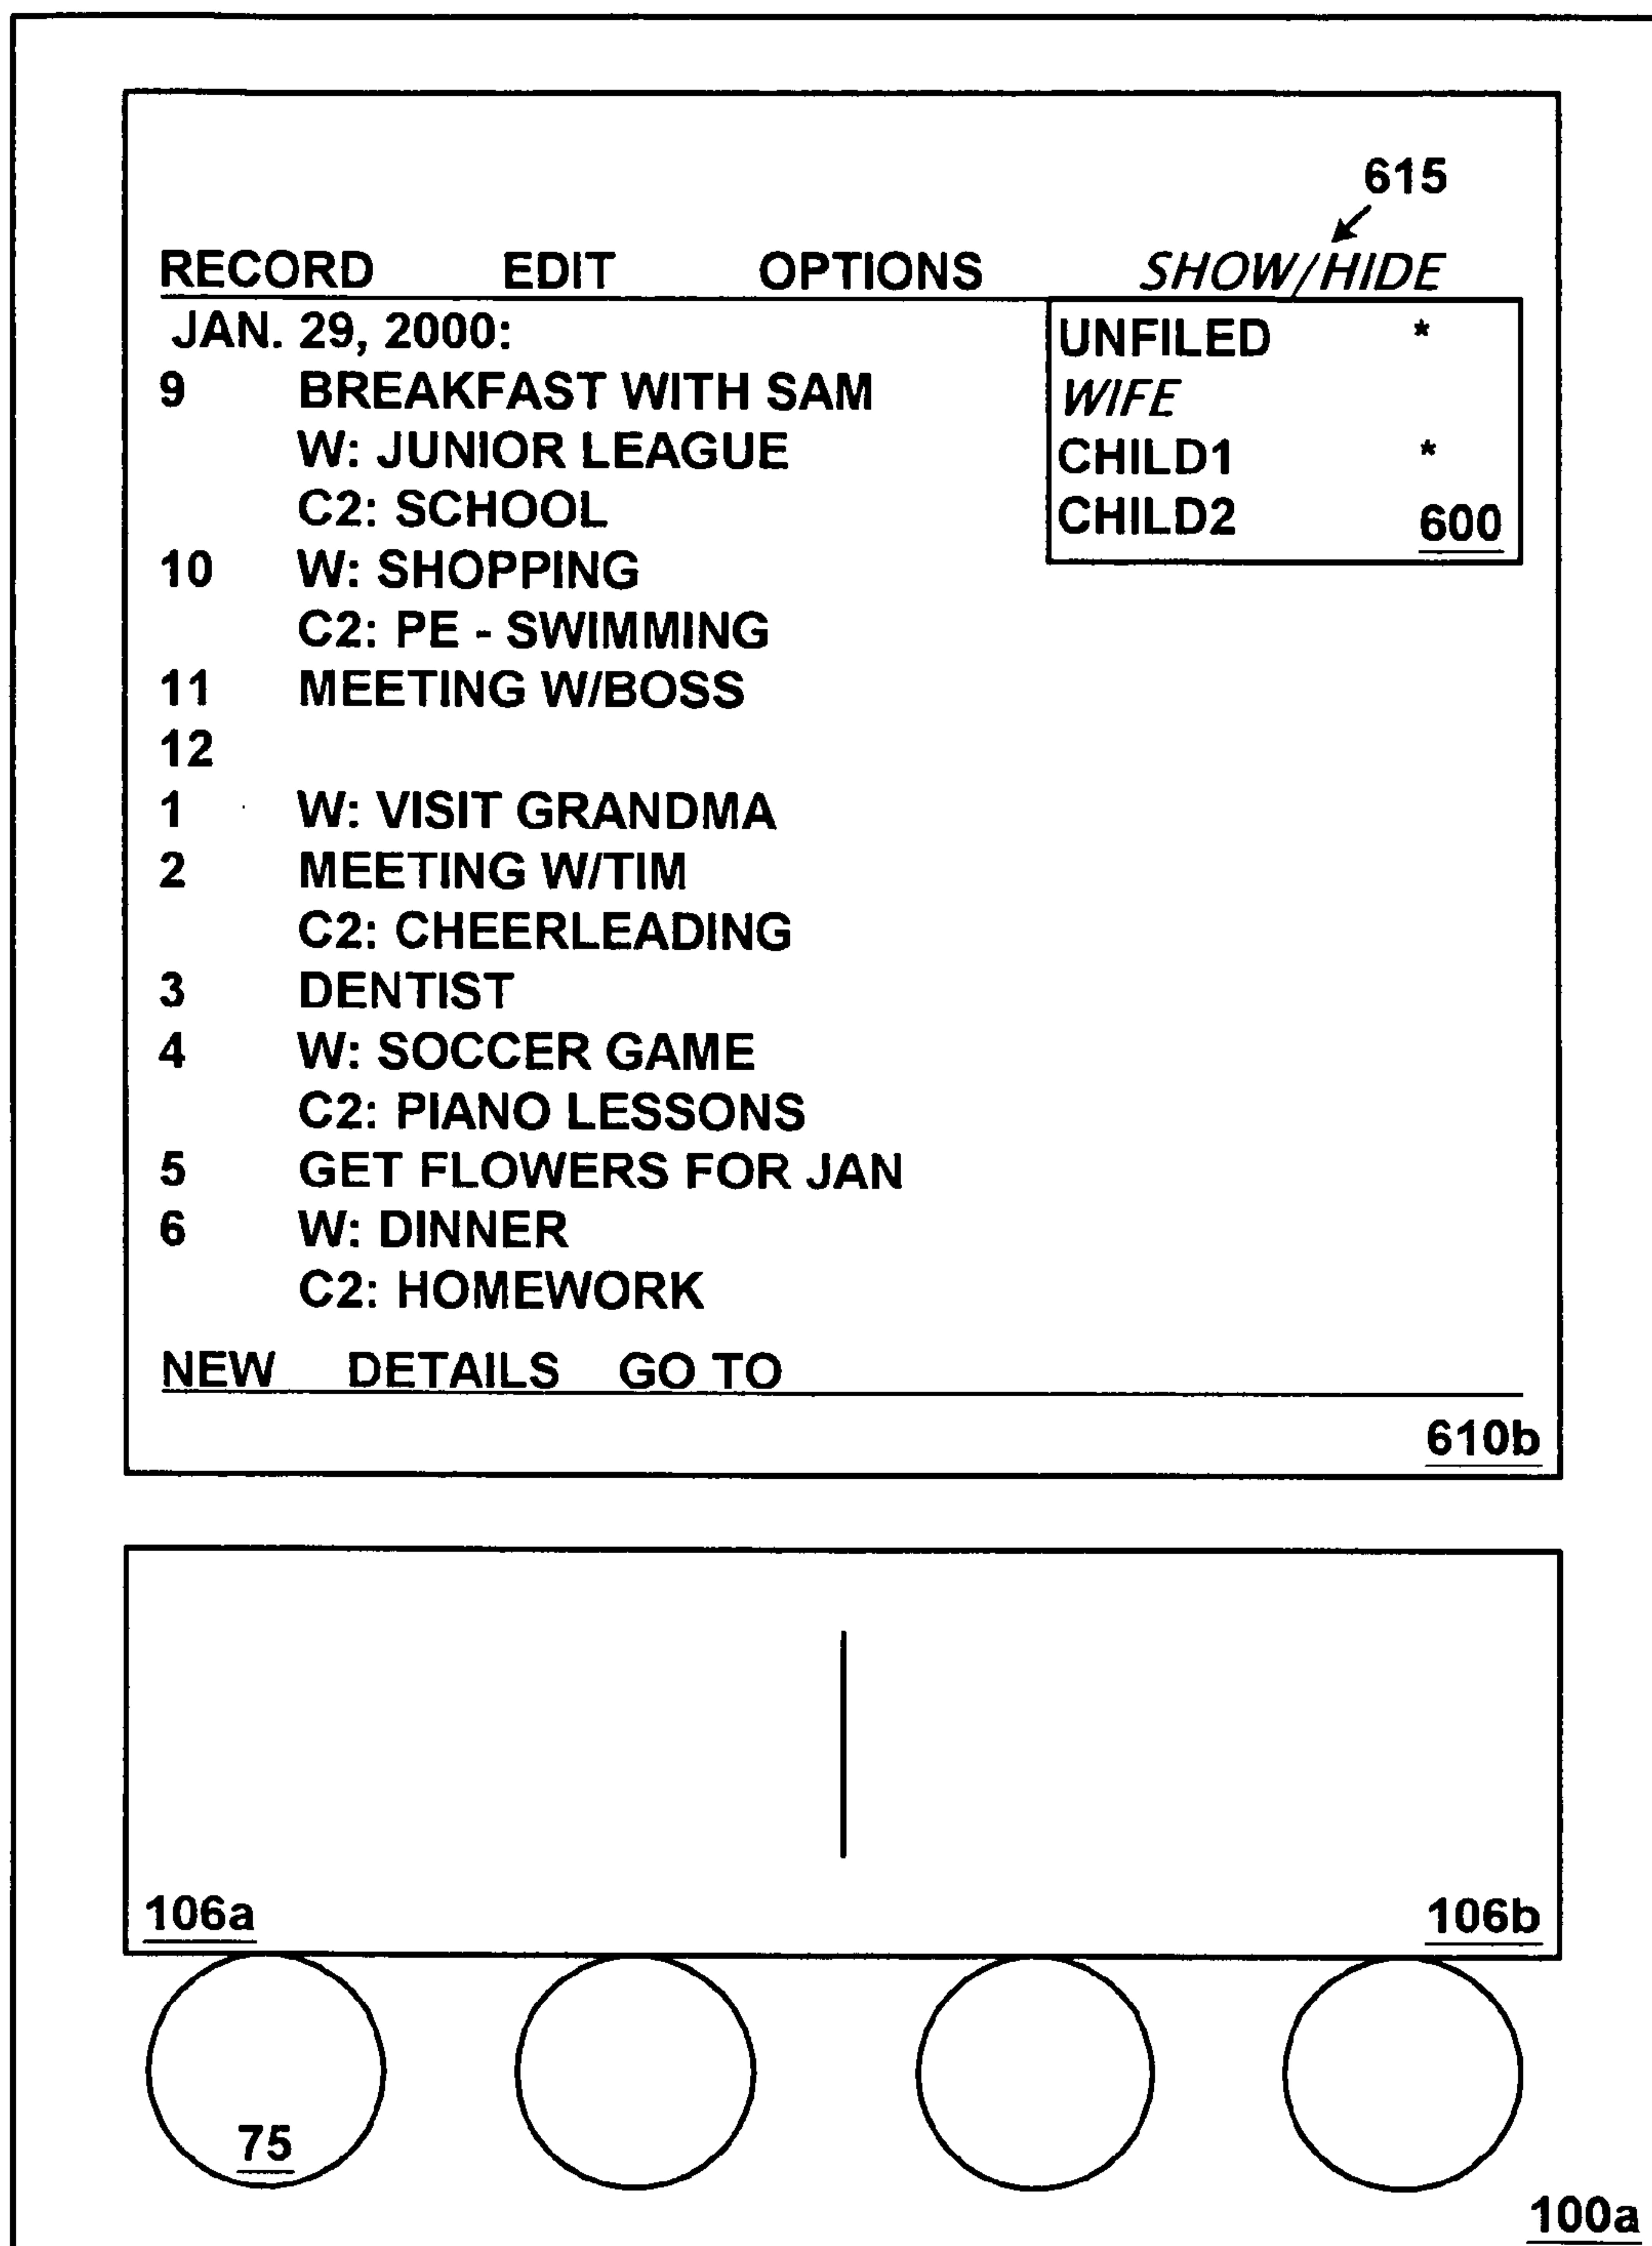 615
RECORD EDIT OPTIONS SHOW/HIDE
JAN. 29, 2000:
UNFILED *
9 BREAKFAST WITH SAM
WIFE
W: JUNIOR LEAGUE
CHILD1 *
C2: SCHOOL
CHILD2 600
10 W: SHOPPING
C2: PE - SWIMMING
11 MEETING W/BOSS
12
1 W: VISIT GRANDMA
2 MEETING W/TIM
C2: CHEERLEADING
3 DENTIST
4 W: SOCCER GAME
C2: PIANO LESSONS
5 GET FLOWERS FOR JAN
6 W: DINNER
C2: HOMEWORK
NEW DETAILS GO TO
610b
106a 106b
75
100a